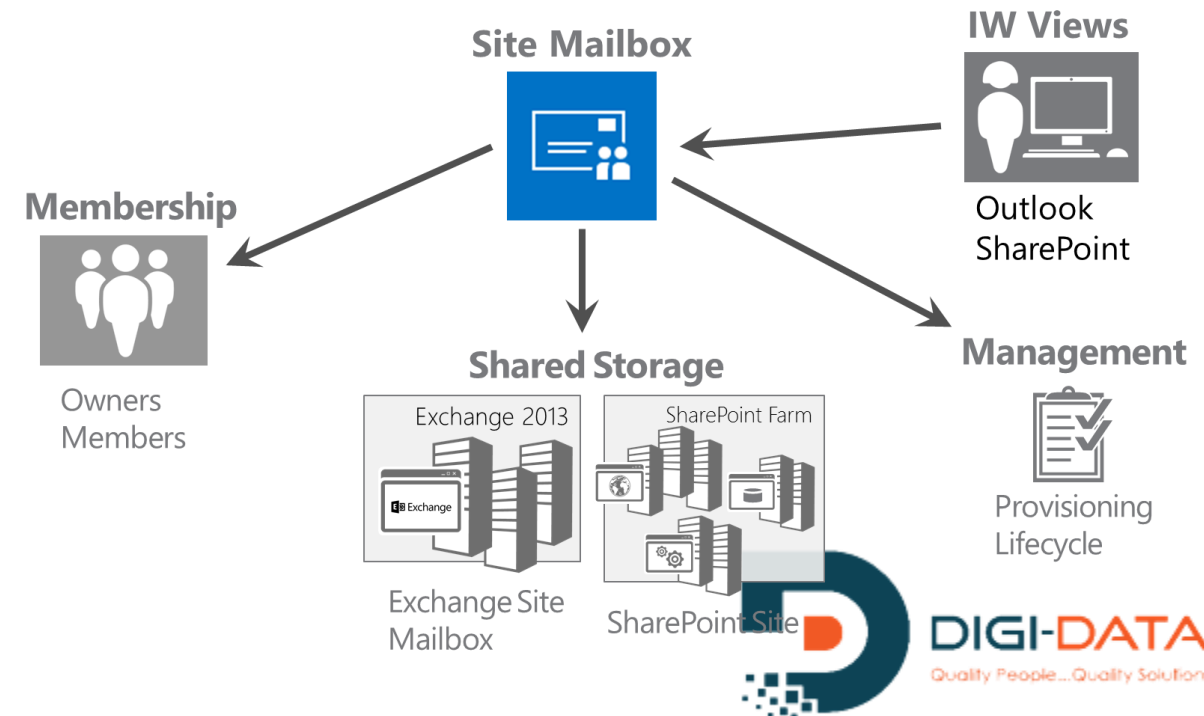 Site Mailbox
IW Views
Outlook
SharePoint
Membership
Owners
Members
Shared Storage
Exchange 2013
E Exchange
SharePoint Farm
Exchange Site
Mailbox
SharePoint Site
Management
Provisioning
Lifecycle
DIGI-DATA
Quality People...Quality Solution